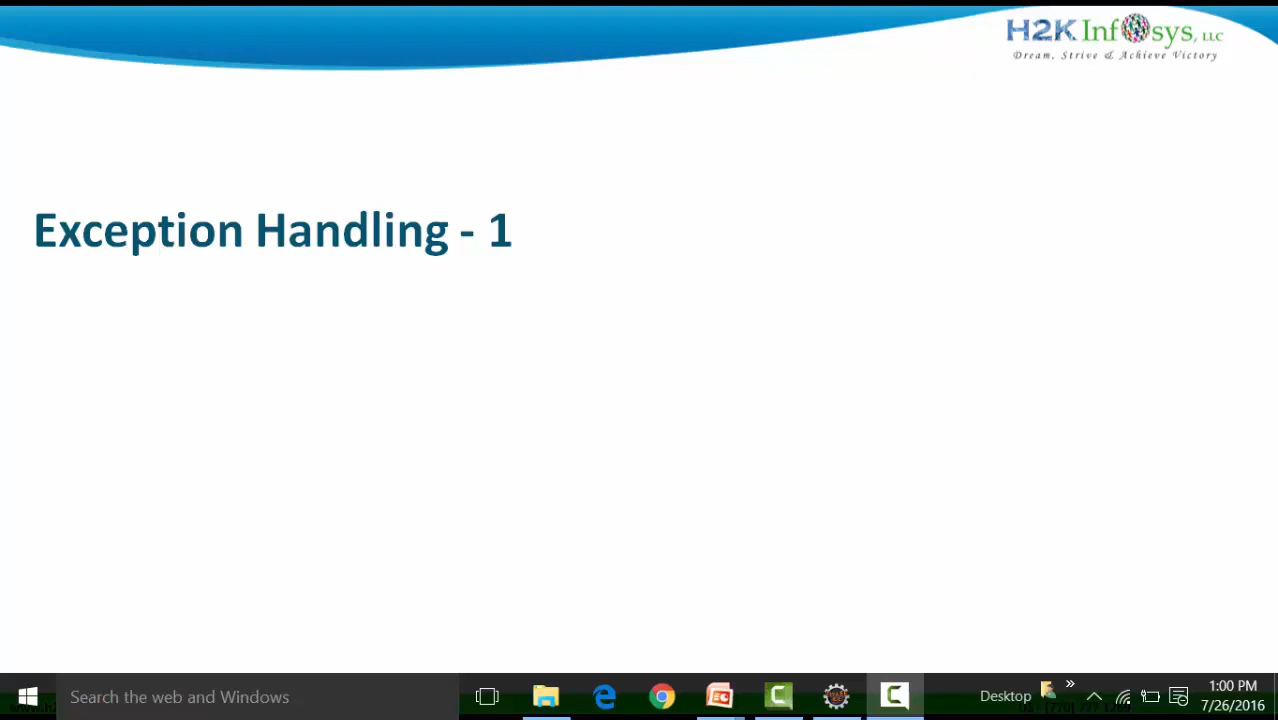 H2K Infosys, LLC
Dream, Strive & Achieve Victory
Exception Handling - 1
Search the web and Windows
Desktop
»
1:00 PM
7/26/2016